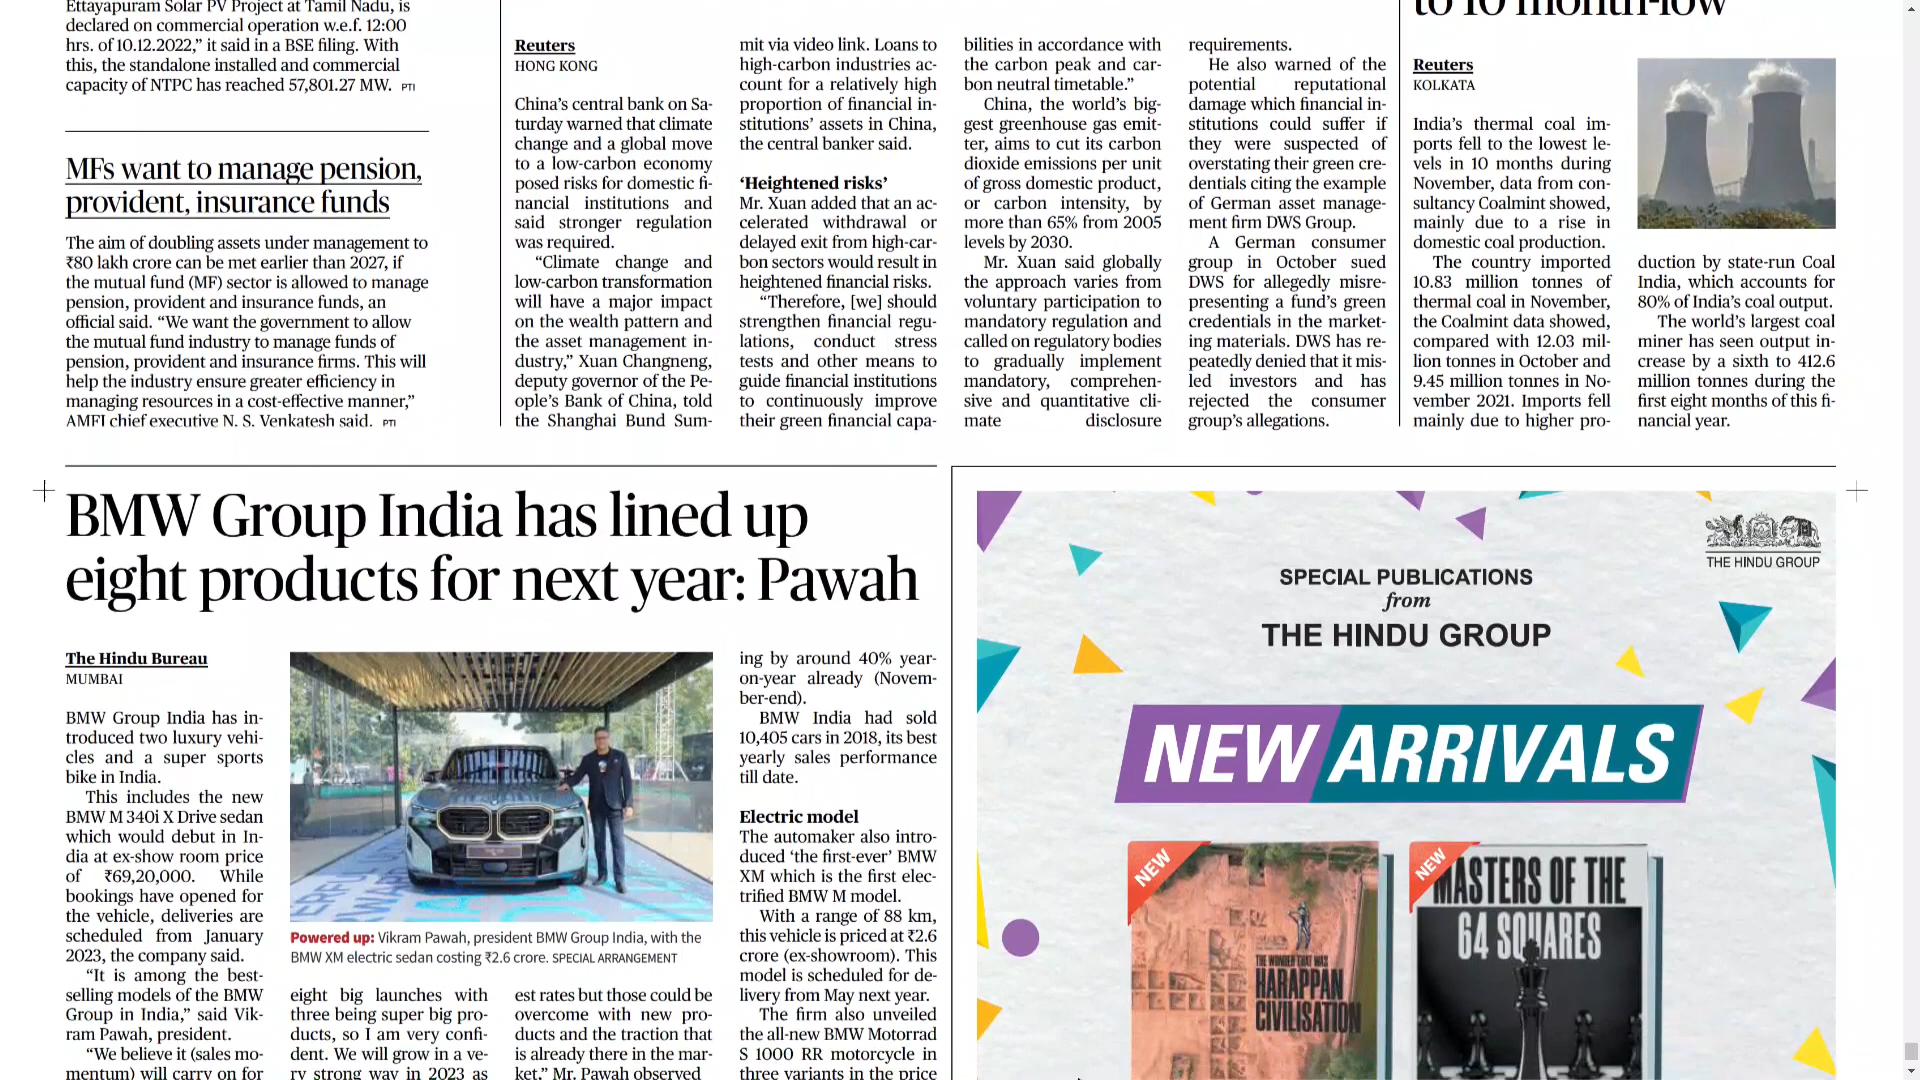 Ettayapuram Solar PV Project at Tamil Nadu, is
declared on commercial operation w.e.f. 12:00
hrs. of 10.12.2022,” it said in a BSE filing. With
this, the standalone installed and commercial
capacity of NTPC has reached 57,801.27 MW. PTI
MFs want to manage pension,
provident, insurance funds
The aim of doubling assets under management to
₹80 lakh crore can be met earlier than 2027, if
the mutual fund (MF) sector is allowed to manage
pension, provident and insurance funds, an
official said. “We want the government to allow
the mutual fund industry to manage funds of
pension, provident and insurance firms. This will
help the industry ensure greater efficiency in
managing resources in a cost-effective manner,”
AMFI chief executive N. S. Venkatesh said. PTI
Reuters
HONG KONG
China’s central bank on Sa-
turday warned that climate
change and a global move
to a low-carbon economy
posed risks for domestic fi-
nancial institutions and
said stronger regulation
was required.
“Climate change and
low-carbon transformation
will have a major impact
on the wealth pattern and
the asset management in-
dustry,” Xuan Changneng,
deputy governor of the Pe-
ople’s Bank of China, told
the Shanghai Bund Sum-
mit via video link. Loans to
high-carbon industries ac-
count for a relatively high
proportion of financial in-
stitutions’ assets in China,
the central banker said.
‘Heightened risks’
Mr. Xuan added that an ac-
celerated withdrawal or
delayed exit from high-car-
bon sectors would result in
heightened financial risks.
“Therefore, [we] should
strengthen financial regu-
lations, conduct stress
tests and other means to
guide financial institutions
to continuously improve
their green financial capa-
bilities in accordance with
the carbon peak and car-
bon neutral timetable.”
China, the world’s big-
gest greenhouse gas emit-
ter, aims to cut its carbon
dioxide emissions per unit
of gross domestic product,
or carbon intensity, by
more than 65% from 2005
levels by 2030.
Mr. Xuan said globally
the approach varies from
voluntary participation to
mandatory regulation and
called on regulatory bodies
to gradually implement
mandatory, comprehen-
sive and quantitative cli-
mate disclosure
requirements.
He also warned of the
potential reputational
damage which financial in-
stitutions could suffer if
they were suspected of
overstating their green cre-
dentials citing the example
of German asset manage-
ment firm DWS Group.
A German consumer
group in October sued
DWS for allegedly misre-
presenting a fund’s green
credentials in the market-
ing materials. DWS has re-
peatedly denied that it mis-
led investors and has
rejected the consumer
group’s allegations.
to 10 month-low
Reuters
KOLKATA
India’s thermal coal im-
ports fell to the lowest le-
vels in 10 months during
November, data from con-
sultancy Coalmint showed,
mainly due to a rise in
domestic coal production.
The country imported
10.83 million tonnes of
thermal coal in November,
the Coalmint data showed,
compared with 12.03 mil-
lion tonnes in October and
9.45 million tonnes in No-
vember 2021. Imports fell
mainly due to higher pro-
duction by state-run Coal
India, which accounts for
80% of India’s coal output.
The world’s largest coal
miner has seen output in-
crease by a sixth to 412.6
million tonnes during the
first eight months of this fi-
nancial year.
BMW Group India has lined up
eight products for next year: Pawah
The Hindu Bureau
MUMBAI
BMW Group India has in-
troduced two luxury vehi-
cles and a super sports
bike in India.
This includes the new
BMW M 340i X Drive sedan
which would debut in In-
dia at ex-show room price
of ₹69,20,000. While
bookings have opened for
the vehicle, deliveries are
scheduled from January
2023, the company said.
“It is among the best-
selling models of the BMW
Group in India,” said Vik-
ram Pawah, president.
“We believe it (sales mo-
mentum) will carry on for
Powered up: Vikram Pawah, president BMW Group India, with the
BMW XM electric sedan costing ₹2.6 crore. SPECIAL ARRANGEMENT
eight big launches with
three being super big pro-
ducts, so I am very confi-
dent. We will grow in a ve-
ry strong way in 2023 as
est rates but those could be
overcome with new pro-
ducts and the traction that
is already there in the mar-
ket,” Mr. Pawah observed
ing by around 40% year-
on-year already (Novem-
ber-end).
BMW India had sold
10,405 cars in 2018, its best
yearly sales performance
till date.
Electric model
The automaker also intro-
duced ‘the first-ever’ BMW
XM which is the first elec-
trified BMW M model.
With a range of 88 km,
this vehicle is priced at ₹2.6
crore (ex-showroom). This
model is scheduled for de-
livery from May next year.
The firm also unveiled
the all-new BMW Motorrad
S 1000 RR motorcycle in
three variants in the price
THE HINDU GROUP
SPECIAL PUBLICATIONS
from
THE HINDU GROUP
NEW ARRIVALS
NEW
THE WONDER THAT WAS
HARAPPAN
CIVILISATION
NEW
MASTERS OF THE
64 SQUARES